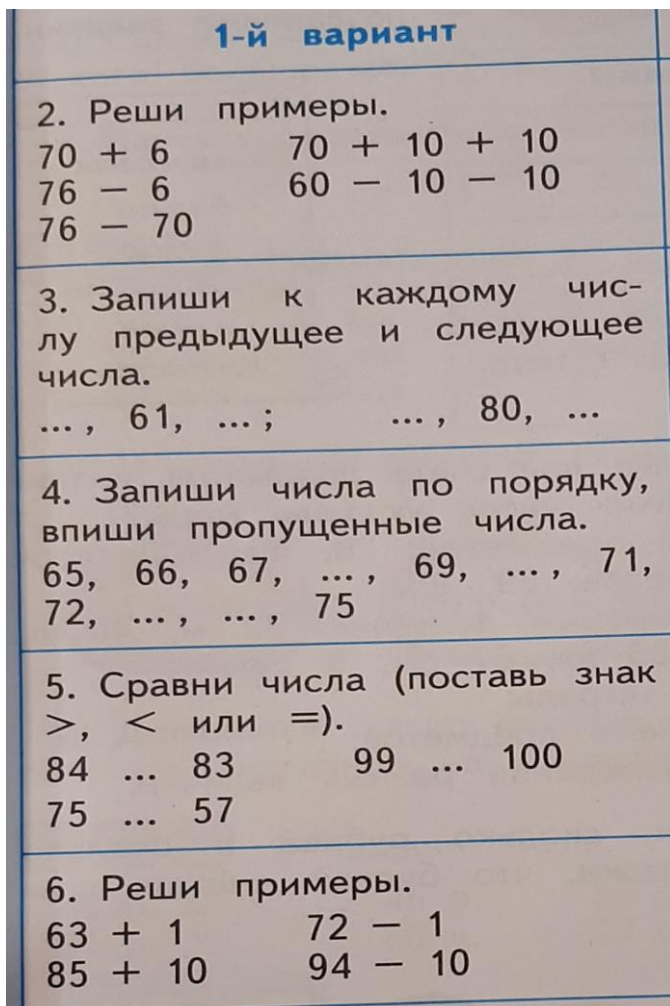 1-й вариант
2. Реши примеры.
70 + 6 70 + 10 + 10
76 − 6 60 − 10 − 10
76 − 70
3. Запиши к каждому чис-
лу предыдущее и следующее
числа.
... , 61, ... ; ... , 80, ...
4. Запиши числа по порядку,
впиши пропущенные числа.
65, 66, 67, ... , 69, ... , 71,
72, ... , ... , 75
5. Сравни числа (поставь знак
>, < или =).
84 ... 83 99 ... 100
75 ... 57
6. Реши примеры.
63 + 1 72 − 1
85 + 10 94 − 10